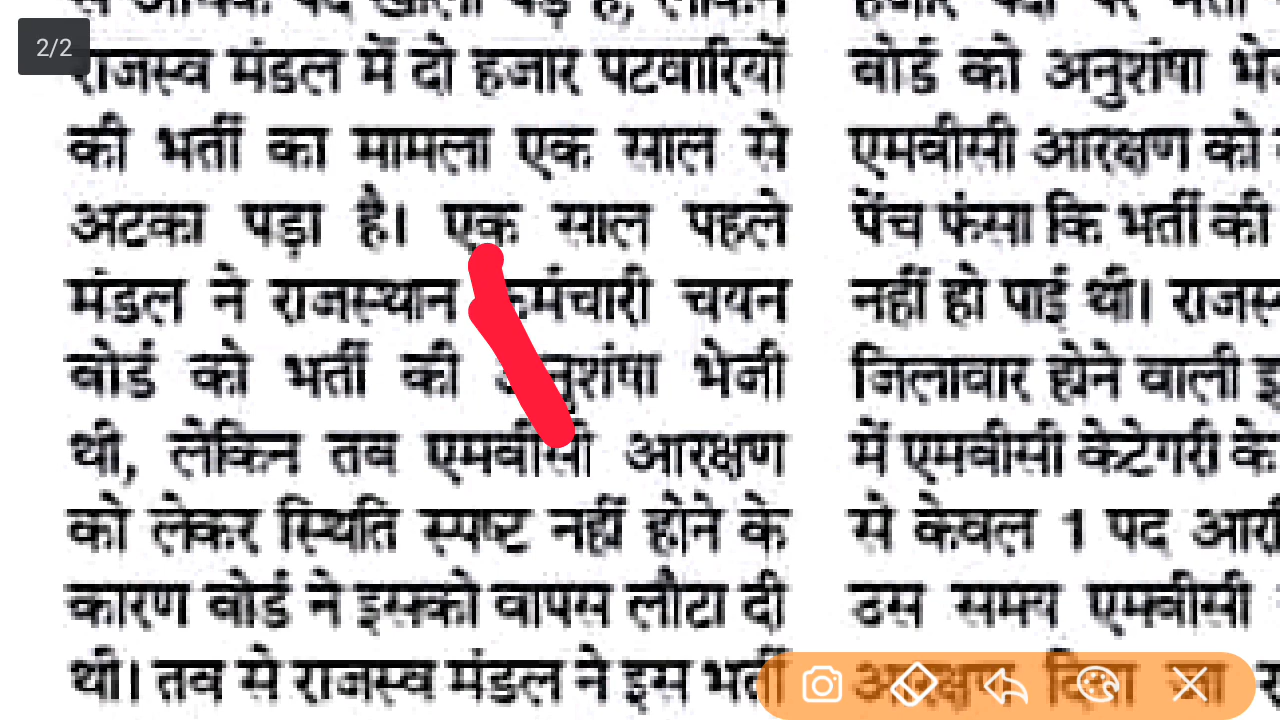 2/2
राजस्व मंडल में दो हजार पटवारियों
की भर्ती का मामला एक साल से
अटका पड़ा है। एक साल पहले
मंडल ने राजस्थान कर्मचारी चयन
बोर्ड को भर्ती की अनुशंषा भेजी
थी, लेकिन तब एमबीसी आरक्षण
को लेकर स्थिति स्पष्ट नहीं होने के
कारण बोर्ड ने इसको वापस लौटा दी
थी। तब से राजस्व मंडल ने इस भर्ती
बोर्ड को अनुशंषा
एमबीसी आरक्षण को
पेंच फंसा कि भर्ती की
नहीं हो पाई थी।
जिलावार होने वाली
में एमबीसी केटेगरी के
से केवल 1 पद
उस समय एमबीसी
आरक्षण दिया जा